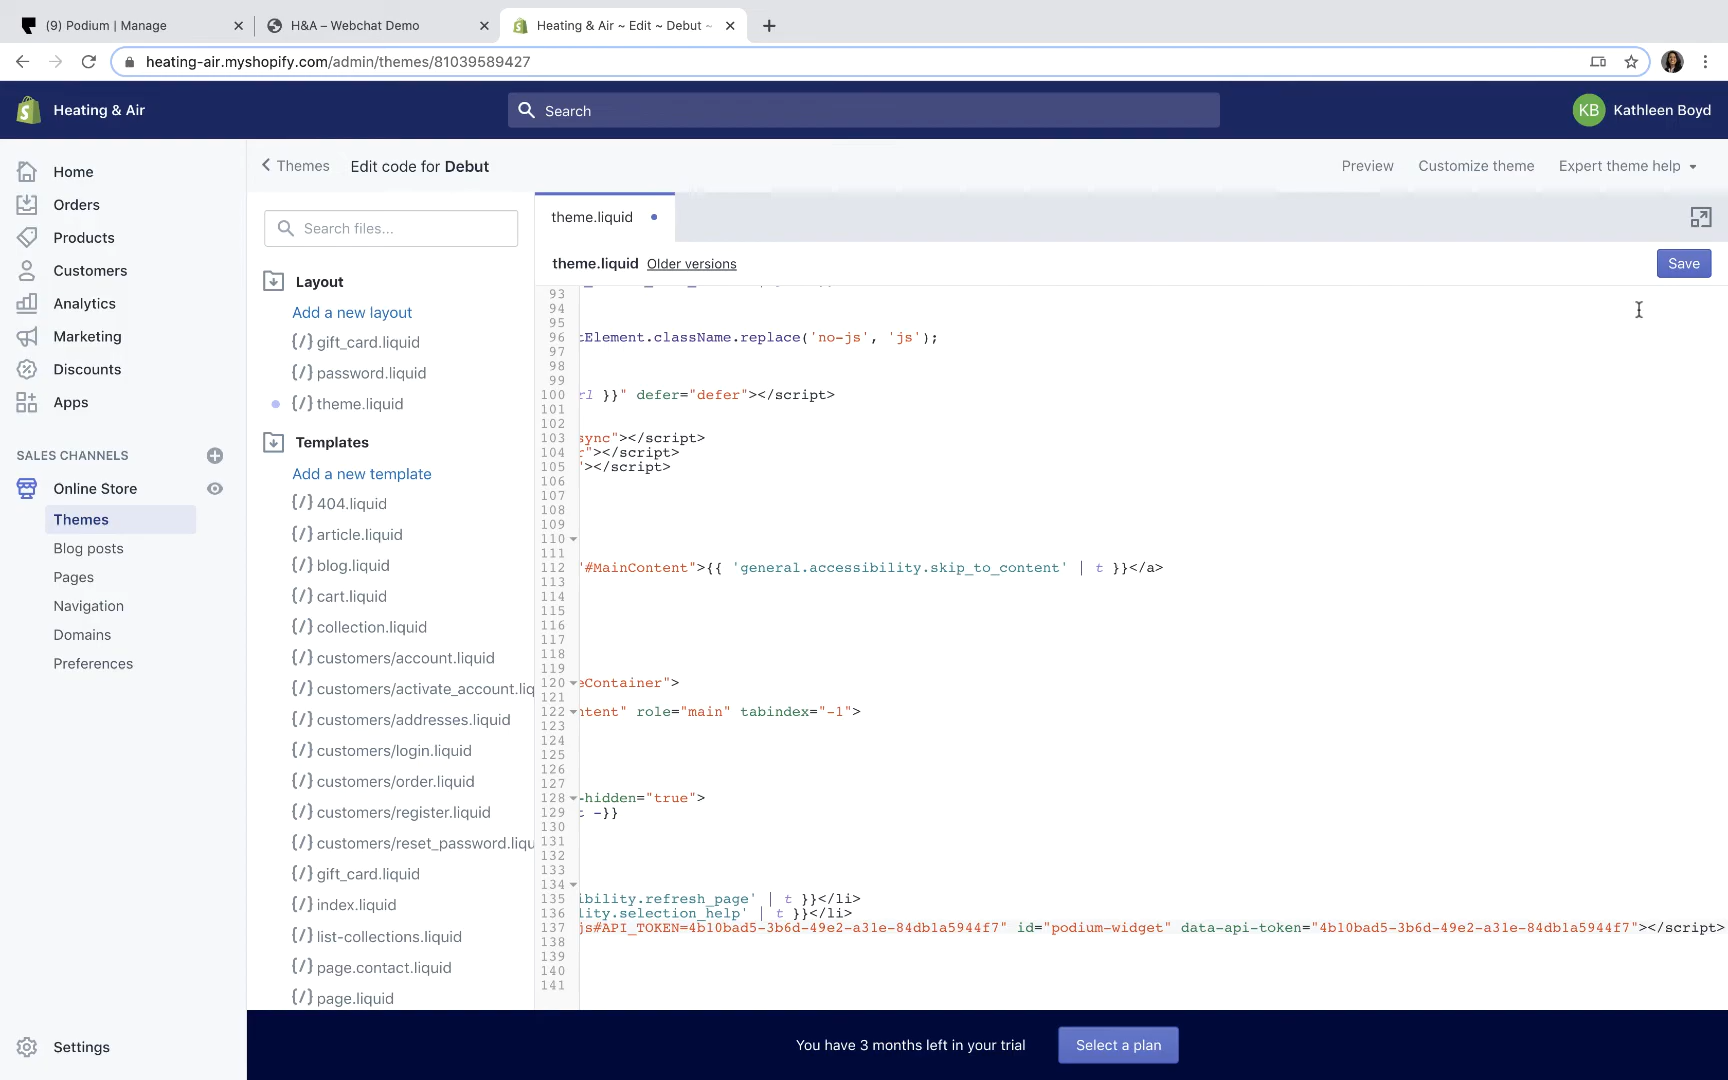 (9) Podium | Manage
H&A – Webchat Demo
Heating & Air ~ Edit ~ Debut ~
heating-air.myshopify.com/admin/themes/81039589427
Heating & Air
Search
KB
Kathleen Boyd
Home
Orders
Products
Customers
Analytics
Marketing
Discounts
Apps
SALES CHANNELS
Online Store
Themes
Blog posts
Pages
Navigation
Domains
Preferences
Settings
Themes
Edit code for Debut
Preview
Customize theme
Expert theme help
Search files...
Layout
Add a new layout
{/} gift_card.liquid
{/} password.liquid
{/} theme.liquid
Templates
Add a new template
{/} 404.liquid
{/} article.liquid
{/} blog.liquid
{/} cart.liquid
{/} collection.liquid
{/} customers/account.liquid
{/} customers/activate_account.liq
{/} customers/addresses.liquid
{/} customers/login.liquid
{/} customers/order.liquid
{/} customers/register.liquid
{/} customers/reset_password.liqu
{/} gift_card.liquid
{/} index.liquid
{/} list-collections.liquid
{/} page.contact.liquid
{/} page.liquid
theme.liquid
theme.liquid Older versions
Save
93
94
95
96 tElement.className.replace('no-js', 'js');
97
98
99
100 rl }}" defer="defer"></script>
101
102
103 sync"></script>
104 r"></script>
105 "></script>
106
107
108
109
110
111
112 "#MainContent">{{ 'general.accessibility.skip_to_content' | t }}</a>
113
114
115
116
117
118
119
120 eContainer">
121
122 ntent" role="main" tabindex="-1">
123
124
125
126
127
128 -hidden="true">
129 t -}}
130
131
132
133
134
135 ibility.refresh_page' | t }}</li>
136 lity.selection_help' | t }}</li>
137 js#API_TOKEN=4b10bad5-3b6d-49e2-a31e-84db1a5944f7" id="podium-widget" data-api-token="4b10bad5-3b6d-49e2-a31e-84db1a5944f7"></script>
138
139
140
141
You have 3 months left in your trial
Select a plan